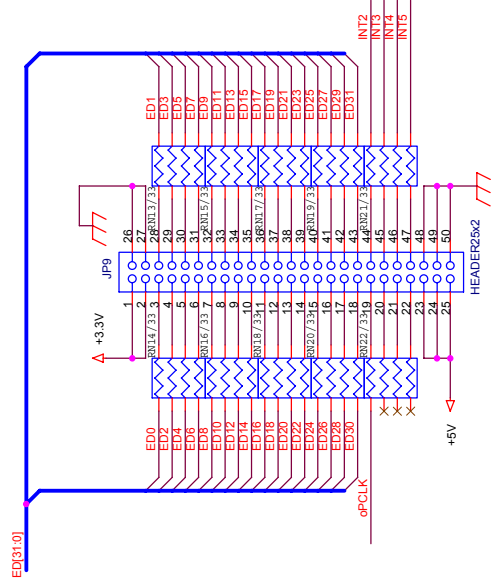 INT2
INT3
INT4
INT5
ED1
ED3
ED5
ED7
ED9
ED11
ED13
ED15
ED17
ED19
ED21
ED23
ED25
ED27
ED29
ED31
RN13/33
RN15/33
RN17/33
RN19/33
RN21/33
26
27
28
29
30
31
32
33
34
35
36
37
38
39
40
41
42
43
44
45
46
47
48
49
50
JP9
HEADER25x2
1
2
3
4
5
6
7
8
9
10
11
12
13
14
15
16
17
18
19
20
21
22
23
24
25
+3.3V
RN14/33
RN16/33
RN18/33
RN20/33
RN22/33
+5V
ED0
ED2
ED4
ED6
ED8
ED10
ED12
ED14
ED16
ED18
ED20
ED22
ED24
ED26
ED28
ED30
oPCLK
ED[31:0]